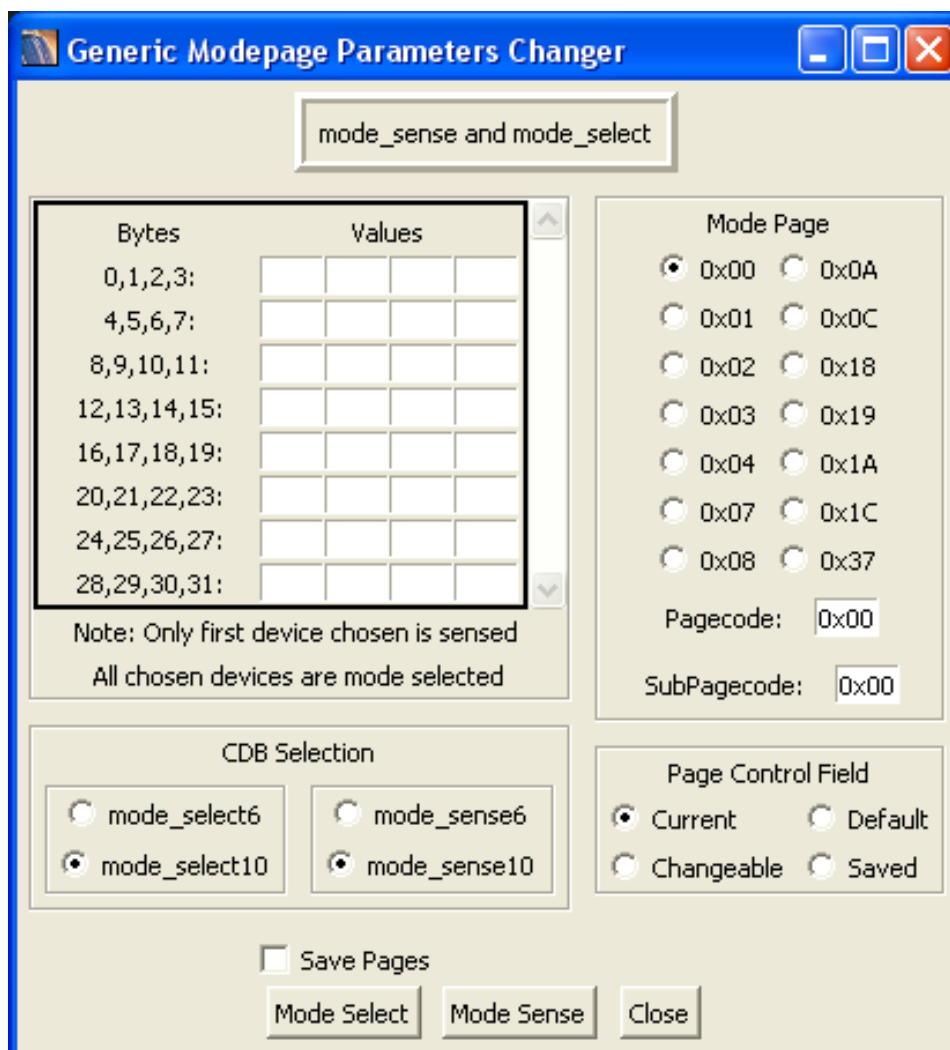 Generic Modepage Parameters Changer
mode_sense and mode_select
Bytes Values
0,1,2,3:
4,5,6,7:
8,9,10,11:
12,13,14,15:
16,17,18,19:
20,21,22,23:
24,25,26,27:
28,29,30,31:
Note: Only first device chosen is sensed
All chosen devices are mode selected
Mode Page
0x00 0x0A
0x01 0x0C
0x02 0x18
0x03 0x19
0x04 0x1A
0x07 0x1C
0x08 0x37
Pagecode: 0x00
SubPagecode: 0x00
CDB Selection
mode_select6 mode_sense6
mode_select10 mode_sense10
Page Control Field
Current Default
Changeable Saved
Save Pages
Mode Select Mode Sense Close